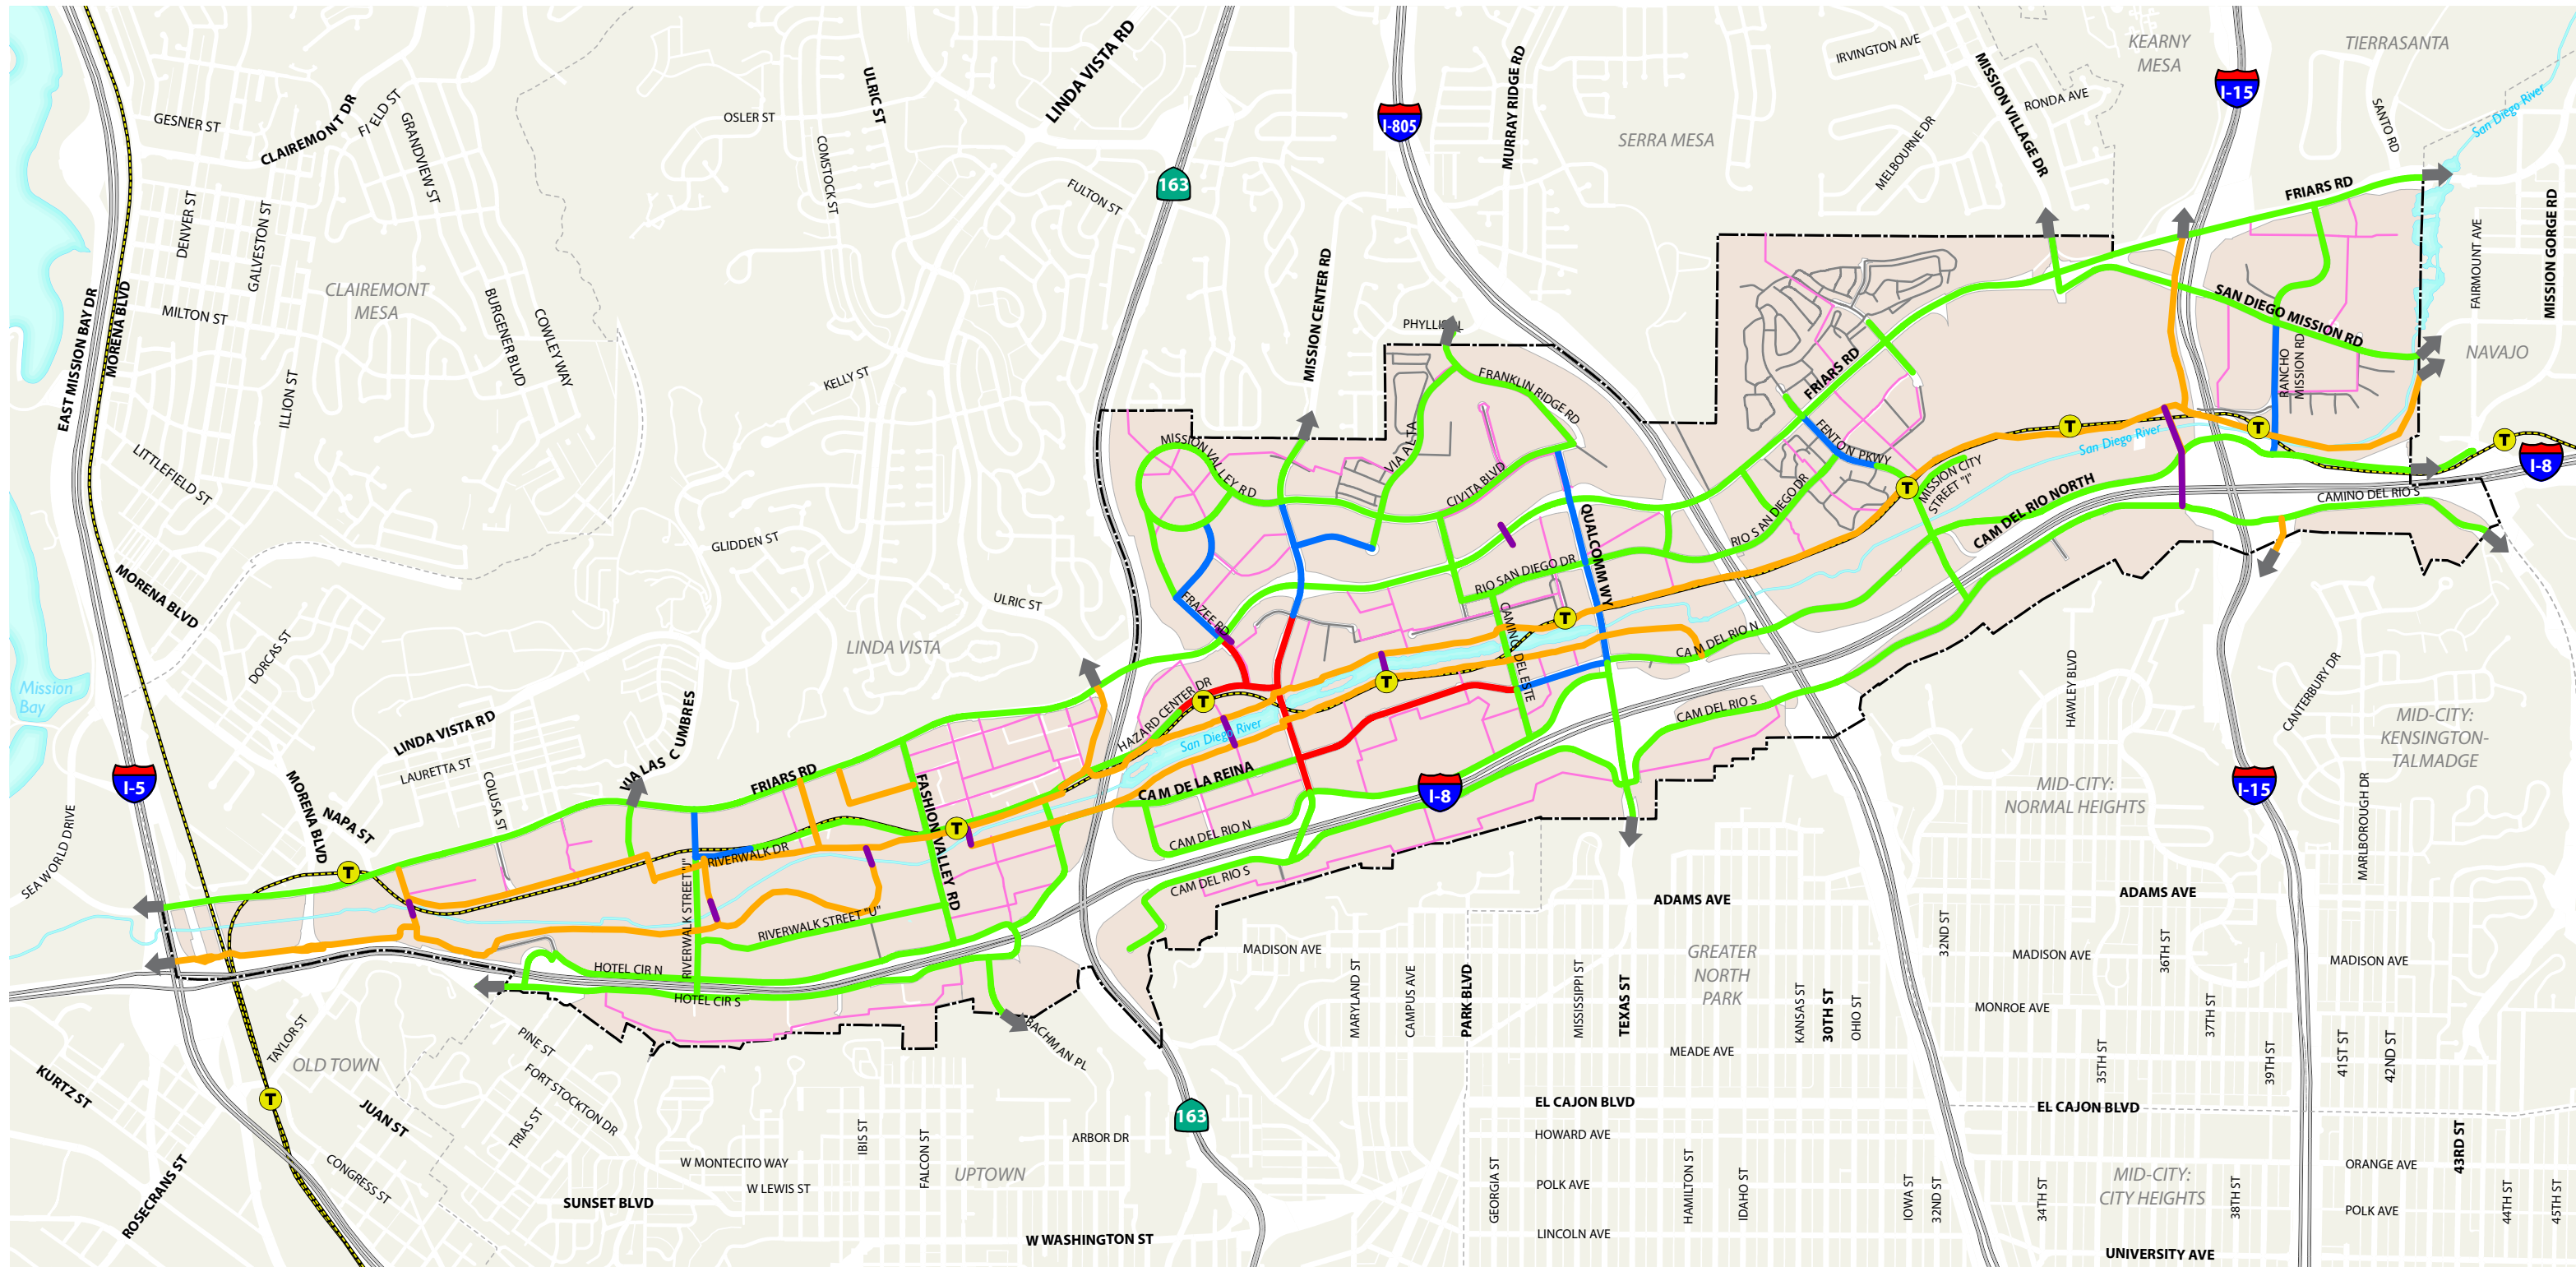 KEARNY
MESA
TIERRASANTA
LINDA VISTA RD
IRVINGTON AVE
MISSION VILLAGE DR
MURRAY RIDGE RD
ULRIC ST
RONDA AVE
I-15
San Diego River
GESNER ST
CLAIREMONT DR
FIELD ST
GRANDVIEW ST
OSLER ST
I-805
SERRA MESA
SANTO RD
COMSTOCK ST
MELBOURNE DR
163
FULTON ST
FRIARS RD
DENVER ST
GALVESTON ST
MISSION GORGE RD
FAIRMOUNT AVE
CLAIREMONT
MESA
MISSION CENTER RD
EAST MISSION BAY DR
MORENA BLVD
MILTON ST
BURGENER BLVD
COWLEY WAY
PHYLLIS PL
SAN DIEGO MISSION RD
NAVAJO
RANCHO
MISSION RD
KELLY ST
FRANKLIN RIDGE RD
FRIARS RD
ILLION ST
VIA ALTA
MISSION VALLEY RD
FENTON PKWY
T
San Diego River
T
T
LITTLEFIELD ST
CIVITA BLVD
I-8
MISSION CITY
STREET "I"
T
CAMINO DEL RIO S
RIO SAN DIEGO DR
CAM DEL RIO NORTH
QUALCOMM WY
GLIDDEN ST
RIO SAN DIEGO DR
MORENA BLVD
ULRIC ST
FRAZEE RD
CAMINO DEL ESTE
T
DORCAS ST
LINDA VISTA
CAM DEL RIO N
Mission
Bay
HAWLEY BLVD
CANTERBURY DR
HAZARD CENTER DR
T
T
CAM DEL RIO S
San Diego River
LINDA VISTA RD
VIA LAS CUMBRES
MID-CITY:
KENSINGTON-
TALMADGE
LAURETTA ST
COLUSA ST
FRIARS RD
FASHION VALLEY RD
CAM DE LA REINA
I-5
I-8
I-15
MID-CITY:
NORMAL HEIGHTS
MORENA BLVD
NAPA ST
SEA WORLD DRIVE
T
CAM DEL RIO N
MARLBOROUGH DR
RIVERWALK DR
T
CAM DEL RIO S
ADAMS AVE
ADAMS AVE
RIVERWALK STREET "J"
RIVERWALK STREET "U"
MADISON AVE
GREATER
NORTH
PARK
32ND ST
36TH ST
MADISON AVE
MADISON AVE
HOTEL CIR N
HOTEL CIR S
MARYLAND ST
CAMPUS AVE
PARK BLVD
MISSISSIPPI ST
TEXAS ST
KANSAS ST
30TH ST
OHIO ST
MONROE AVE
37TH ST
BACHMAN PL
TAYLOR ST
PINE ST
OLD TOWN
MEADE AVE
35TH ST
39TH ST
41ST ST
42ND ST
KURTZ ST
T
JUAN ST
FORT STOCKTON DR
TRIAS ST
163
EL CAJON BLVD
EL CAJON BLVD
IBIS ST
FALCON ST
ARBOR DR
HOWARD AVE
43RD ST
W MONTECITO WAY
UPTOWN
CONGRESS ST
ROSECRANS ST
W LEWIS ST
SUNSET BLVD
GEORGIA ST
POLK AVE
HAMILTON ST
IDAHO ST
IOWA ST
32ND ST
34TH ST
MID-CITY:
CITY HEIGHTS
38TH ST
ORANGE AVE
POLK AVE
44TH ST
45TH ST
W WASHINGTON ST
LINCOLN AVE
UNIVERSITY AVE